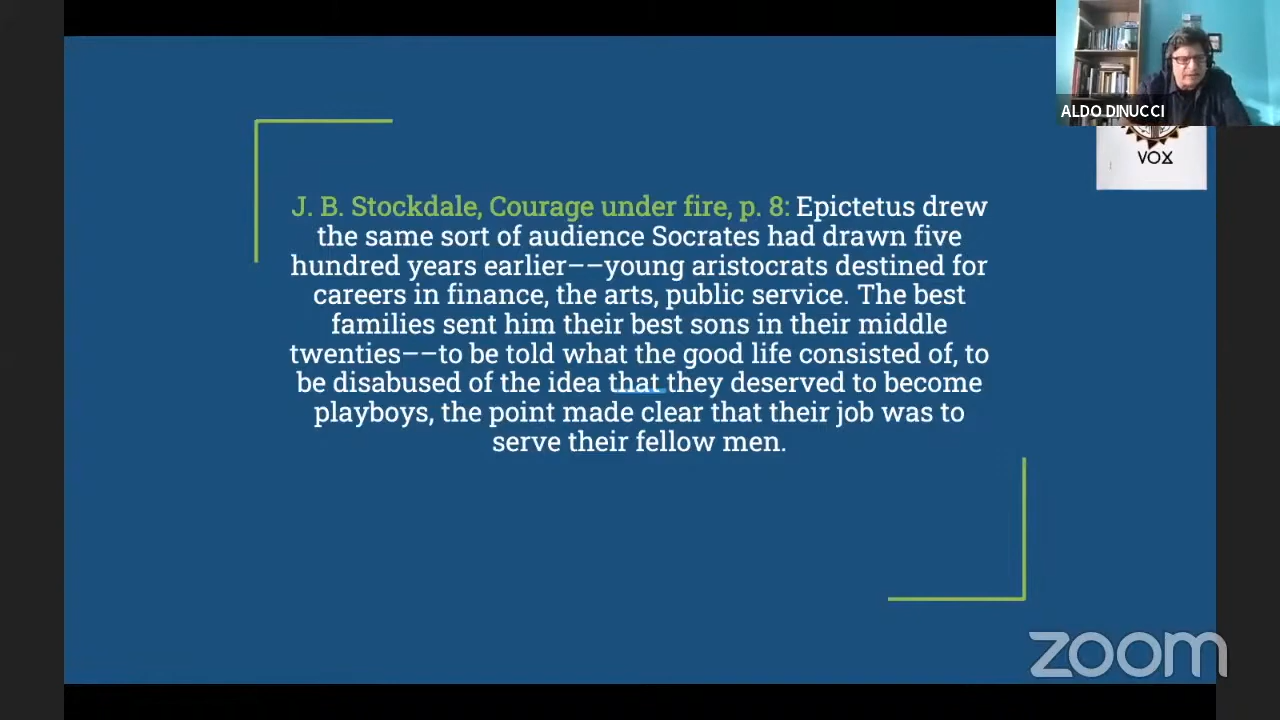 ALDO DINUCCI
VOX
J. B. Stockdale, Courage under fire, p. 8: Epictetus drew
the same sort of audience Socrates had drawn five
hundred years earlier––young aristocrats destined for
careers in finance, the arts, public service. The best
families sent him their best sons in their middle
twenties––to be told what the good life consisted of, to
be disabused of the idea that they deserved to become
playboys, the point made clear that their job was to
serve their fellow men.
zoom